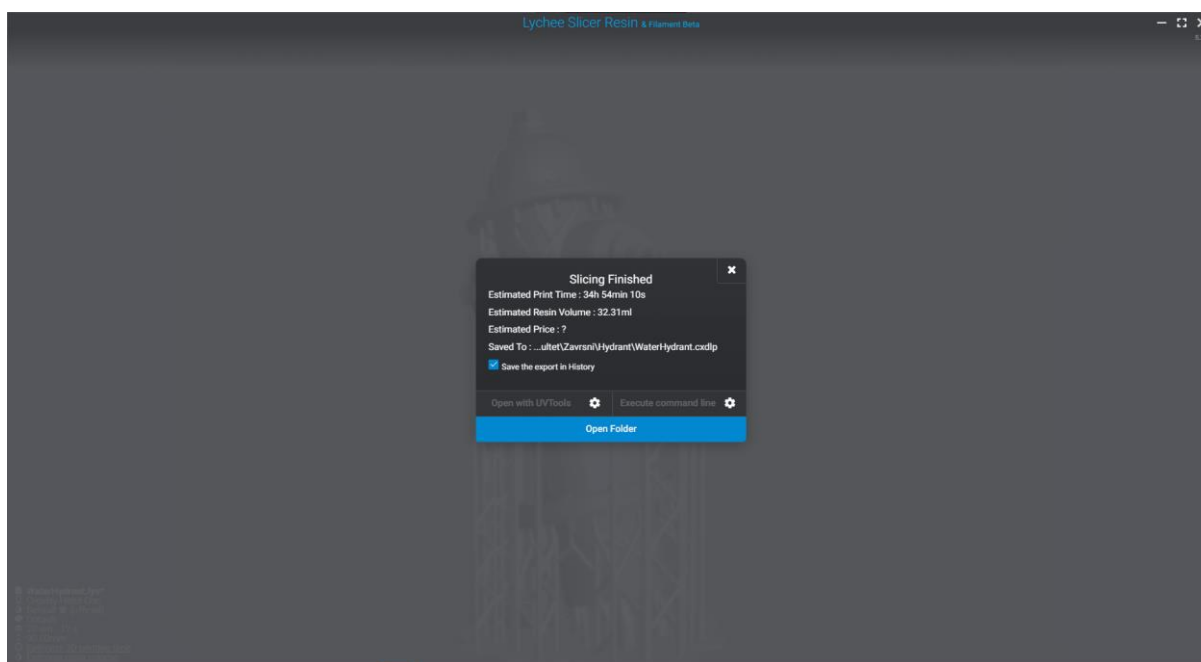 Lychee Slicer Resin & Filament Beta
Slicing Finished
Estimated Print Time : 34h 54min 10s
Estimated Resin Volume : 32.31ml
Estimated Price : ?
Saved To : ...ultet\Zavrsni\Hydrant\WaterHydrant.cxdlp
Save the export in History
Open with UVTools
Execute command line
Open Folder